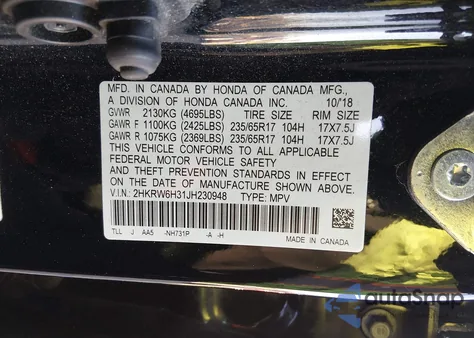 MFD. IN CANADA BY HONDA OF CANADA MFG.,
A DIVISION OF HONDA CANADA INC. 10/'18
GVWR 2130KG (4695LBS) TIRE SIZE RIM SIZE
GAWR F 1100KG (2425LBS) 235/65R17 104H 17X7.5J
GAWR R 1075KG (2369LBS) 235/65R17 104H 17X7.5J
THIS VEHICLE CONFORMS TO ALL APPLICABLE
FEDERAL MOTOR VEHICLE SAFETY
AND THEFT PREVENTION STANDARDS IN EFFECT
ON THE DATE OF MANUFACTURE SHOWN ABOVE.
V.I.N.: 2HKRW6H31JH230948 TYPE: MPV
TLL J AA5 -NH731P -A -H
MADE IN CANADA
autoSnap